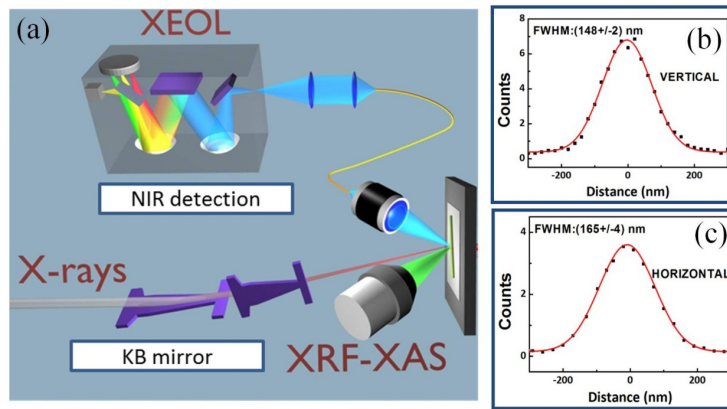 (a)
XEOL
NIR detection
X-rays
KB mirror
XRF-XAS
FWHM:(148+/-2) nm
(b)
VERTICAL
Counts
8
6
4
2
0
-200
0
200
Distance (nm)
FWHM:(165+/-4) nm
(c)
HORIZONTAL
Counts
4
2
0
-200
0
200
Distance (nm)